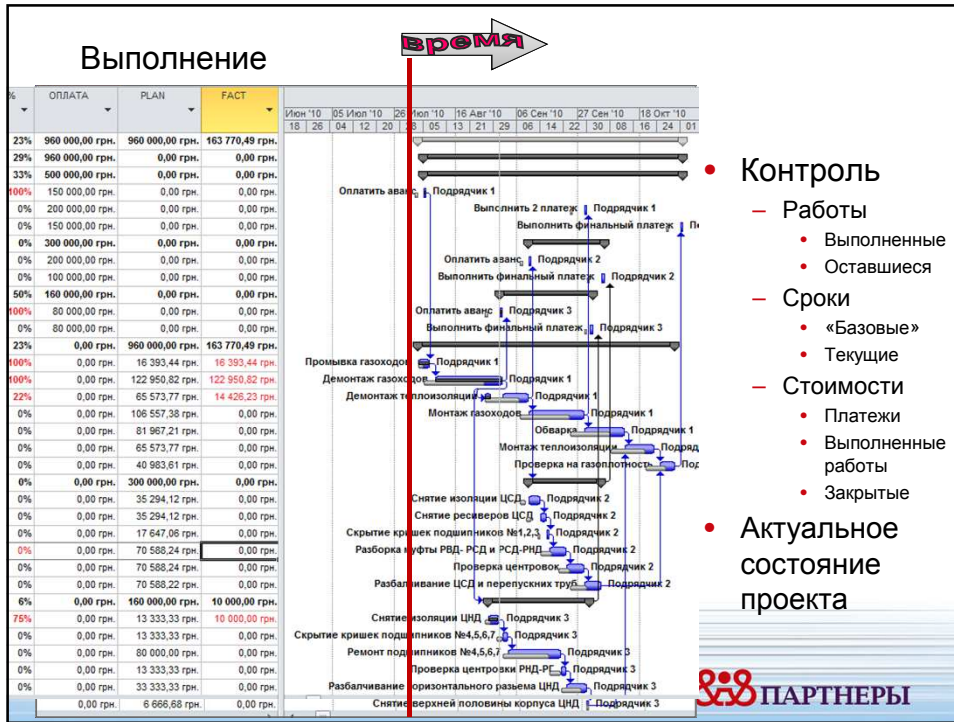 время
Выполнение
% ОПЛАТА PLAN FACT
Июн '10 05 Июл '10 26 Июл '10 16 Авг '10 06 Сен '10 27 Сен '10 18 Окт '10
18 26 04 12 20 28 05 13 21 29 06 14 22 30 08 16 24 01
23% 960 000,00 грн. 960 000,00 грн. 163 770,49 грн.
29% 960 000,00 грн. 0,00 грн. 0,00 грн.
33% 500 000,00 грн. 0,00 грн. 0,00 грн.
100% 150 000,00 грн. 0,00 грн. 0,00 грн. Оплатить аванс Подрядчик 1
0% 200 000,00 грн. 0,00 грн. 0,00 грн. Выполнить 2 платеж Подрядчик 1
0% 150 000,00 грн. 0,00 грн. 0,00 грн. Выполнить финальный платеж
0% 300 000,00 грн. 0,00 грн. 0,00 грн.
0% 200 000,00 грн. 0,00 грн. 0,00 грн. Оплатить аванс Подрядчик 2
0% 100 000,00 грн. 0,00 грн. 0,00 грн. Выполнить финальный платеж Подрядчик 2
50% 160 000,00 грн. 0,00 грн. 0,00 грн.
100% 80 000,00 грн. 0,00 грн. 0,00 грн. Оплатить аванс Подрядчик 3
0% 80 000,00 грн. 0,00 грн. 0,00 грн. Выполнить финальный платеж Подрядчик 3
23% 0,00 грн. 960 000,00 грн. 163 770,49 грн.
100% 0,00 грн. 16 393,44 грн. 16 393,44 грн. Промывка газоходов Подрядчик 1
100% 0,00 грн. 122 950,82 грн. 122 950,82 грн. Демонтаж газоходов Подрядчик 1
22% 0,00 грн. 65 573,77 грн. 14 426,23 грн. Демонтаж теплоизоляции Подрядчик 1
0% 0,00 грн. 106 557,38 грн. 0,00 грн. Монтаж газоходов Подрядчик 1
0% 0,00 грн. 81 967,21 грн. 0,00 грн. Обварка Подрядчик 1
0% 0,00 грн. 65 573,77 грн. 0,00 грн. Монтаж теплоизоляции Подряд
0% 0,00 грн. 40 983,61 грн. 0,00 грн. Проверка на газоплотность Под
0% 0,00 грн. 300 000,00 грн. 0,00 грн.
0% 0,00 грн. 35 294,12 грн. 0,00 грн. Снятие изоляции ЦСД Подрядчик 2
0% 0,00 грн. 35 294,12 грн. 0,00 грн. Снятие ресиверов ЦСД Подрядчик 2
0% 0,00 грн. 17 647,06 грн. 0,00 грн. Скрытие кришек подшипников №1,2,3, Подрядчик 2
0% 0,00 грн. 70 588,24 грн. 0,00 грн. Разборка муфты РВД- РСД и РСД-РНД Подрядчик 2
0% 0,00 грн. 70 588,24 грн. 0,00 грн. Проверка центровок Подрядчик 2
0% 0,00 грн. 70 588,22 грн. 0,00 грн. Разбалчивание ЦСД и перепускних труб Подрядчик 2
6% 0,00 грн. 160 000,00 грн. 10 000,00 грн.
75% 0,00 грн. 13 333,33 грн. 10 000,00 грн. Снятие изоляции ЦНД Подрядчик 3
0% 0,00 грн. 13 333,33 грн. 0,00 грн. Скрытие кришек подшипников №4,5,6,7 Подрядчик 3
0% 0,00 грн. 80 000,00 грн. 0,00 грн. Ремонт подшипников №4,5,6,7 Подрядчик 3
0% 0,00 грн. 13 333,33 грн. 0,00 грн. Проверка центровки РНД-РГ Подрядчик 3
0% 0,00 грн. 33 333,33 грн. 0,00 грн. Разбалчивание горизонтального разъема ЦНД Подрядчик 3
0,00 грн. 6 666,68 грн. 0,00 грн. Снятие верхней половины корпуса ЦНД Подрядчик 3
• Контроль
– Работы
• Выполненные
• Оставшиеся
– Сроки
• «Базовые»
• Текущие
– Стоимости
• Платежи
• Выполненные
работы
• Закрытые
• Актуальное
состояние
проекта
ПАРТНЕРЫ